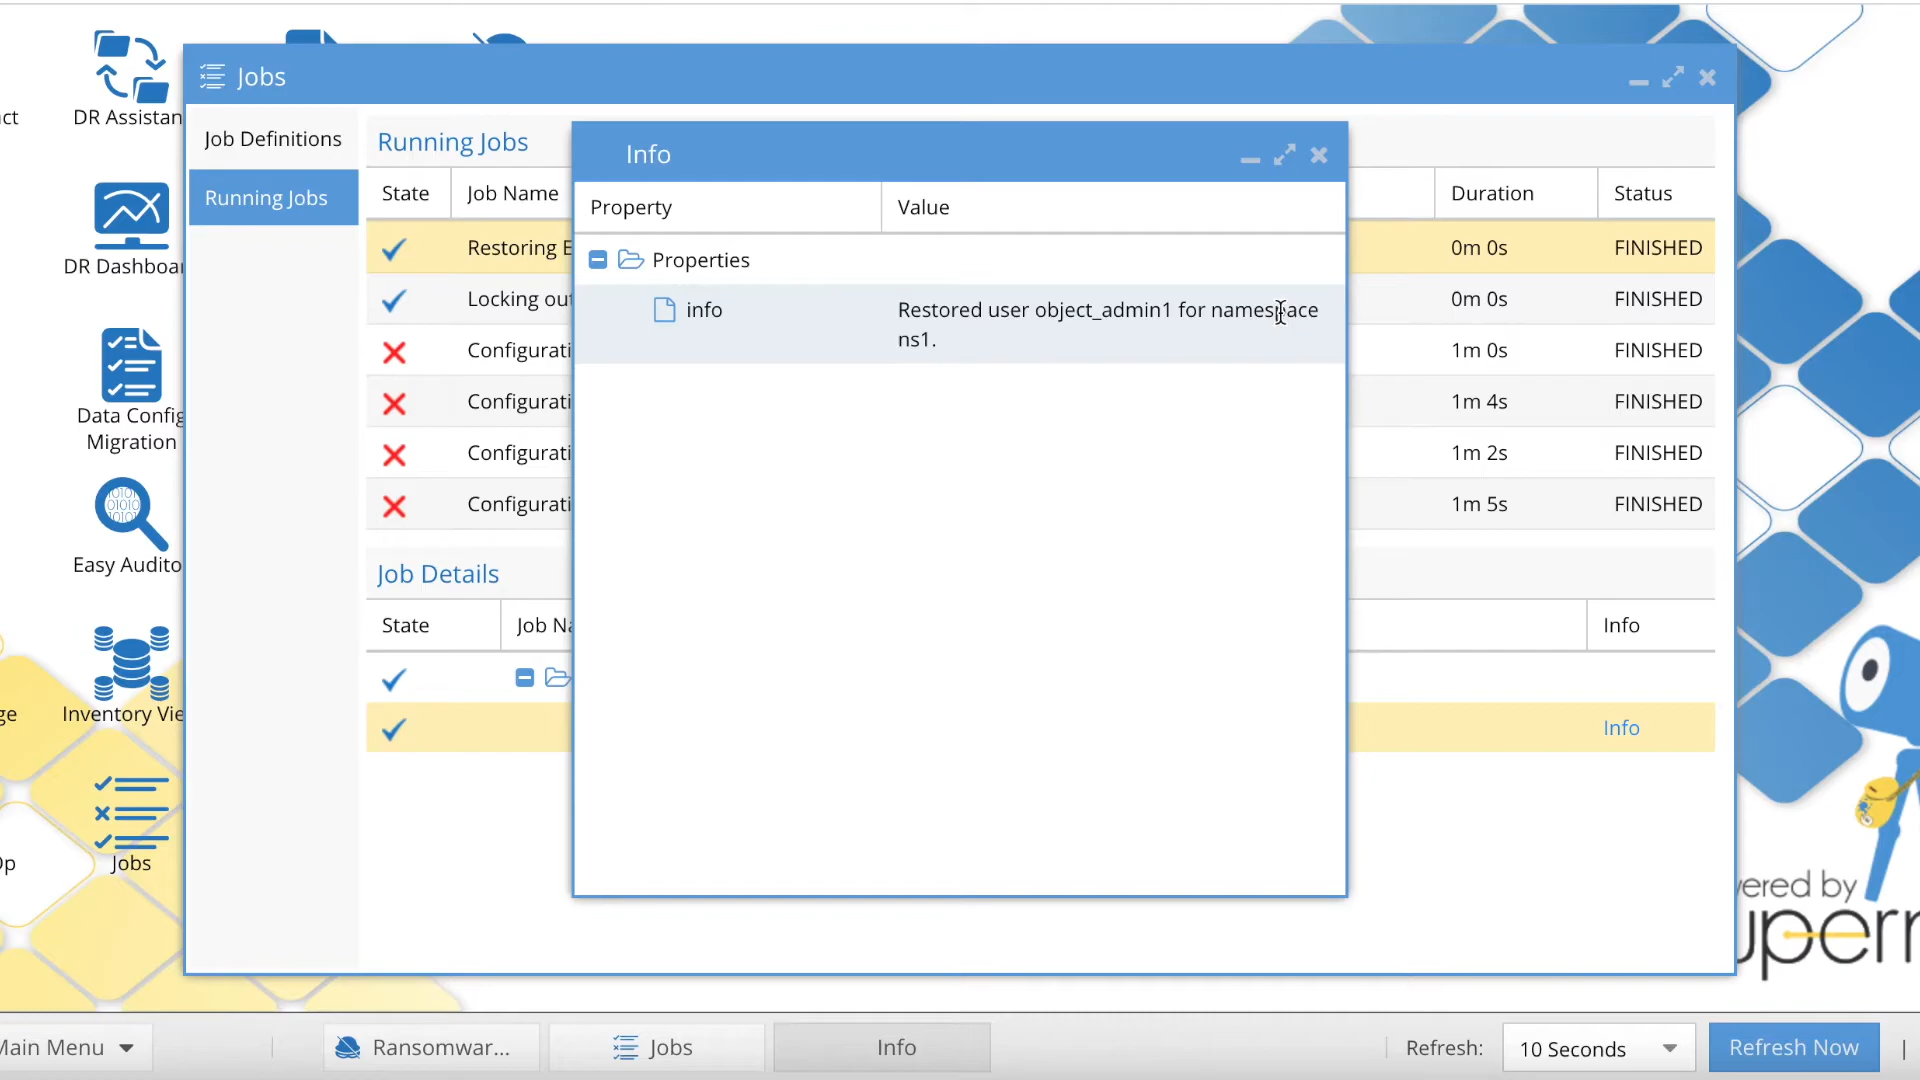 ct
DR Assistan
DR Dashboa
Data Config
Migration
Easy Audito
ge
Inventory Vie
Op
Jobs
Jobs
Job Definitions
Running Jobs
Running Jobs
State
Job Name
Duration
Status
Restoring E
0m 0s
FINISHED
Locking out
0m 0s
FINISHED
Configurati
1m 0s
FINISHED
Configurati
1m 4s
FINISHED
Configurati
1m 2s
FINISHED
Configurati
1m 5s
FINISHED
Job Details
State
Job Na
Info
Info
Info
Property
Value
Properties
info
Restored user object_admin1 for namespace
ns1.
wered by
uperr
Main Menu
Ransomwar...
Jobs
Info
Refresh:
10 Seconds
Refresh Now